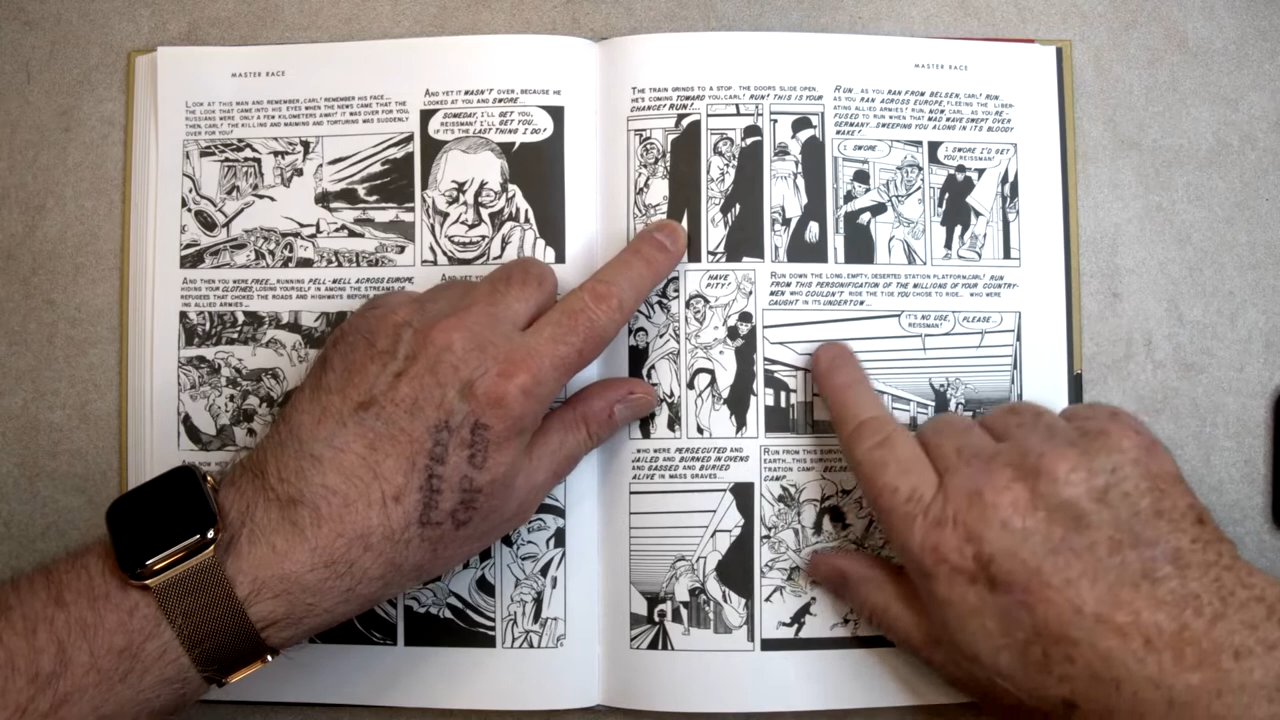 MASTER RACE
LOOK AT THIS MAN AND REMEMBER, CARL! REMEMBER HIS FACE...
THE LOOK THAT CAME INTO HIS EYES WHEN THE NEWS CAME THAT THE
RUSSIANS WERE ONLY A FEW KILOMETERS AWAY! IT WAS OVER FOR YOU,
THEN, CARL! THE KILLING AND MAIMING AND TORTURING WAS SUDDENLY
OVER FOR YOU!
AND YET IT WASN'T OVER, BECAUSE HE
LOOKED AT YOU AND SWORE...
SOMEDAY, I'LL GET YOU,
REISSMAN! I'LL GET YOU...
IF IT'S THE LAST THING I DO!
AND THEN YOU WERE FREE...RUNNING PELL-MELL ACROSS EUROPE,
HIDING YOUR CLOTHES, LOSING YOURSELF IN AMONG THE STREAMS OF
REFUGEES THAT CHOKED THE ROADS AND HIGHWAYS BEFORE
ING ALLIED ARMIES...
AND YET YO
AND NOW HE'
6
MASTER RACE
THE TRAIN GRINDS TO A STOP. THE DOORS SLIDE OPEN.
HE'S COMING TOWARD YOU, CARL! RUN! THIS IS YOUR
CHANCE! RUN!...
RUN...AS YOU RAN FROM BELSEN, CARL! RUN...
AS YOU RAN ACROSS EUROPE, FLEEING THE LIBER-
ATING ALLIED ARMIES! RUN, NOW, CARL...AS YOU RE-
FUSED TO RUN WHEN THAT MAD WAVE SWEPT OVER
GERMANY...SWEEPING YOU ALONG IN ITS BLOODY
WAKE!
I SWORE...
I SWORE I'D GET
YOU, REISSMAN!
HAVE
PITY!
RUN DOWN THE LONG, EMPTY, DESERTED STATION PLATFORM, CARL! RUN
FROM THIS PERSONIFICATION OF THE MILLIONS OF YOUR COUNTRY-
MEN WHO COULDN'T RIDE THE TIDE YOU CHOSE TO RIDE... WHO WERE
CAUGHT IN ITS UNDERTOW...
IT'S NO USE,
REISSMAN!
PLEASE...
...WHO WERE PERSECUTED AND
JAILED AND BURNED IN OVENS
AND GASSED AND BURIED
ALIVE IN MASS GRAVES...
RUN FROM THIS SURVIV
EARTH...THIS SURVIVO
TRATION CAMP...BELSE
CAMP...